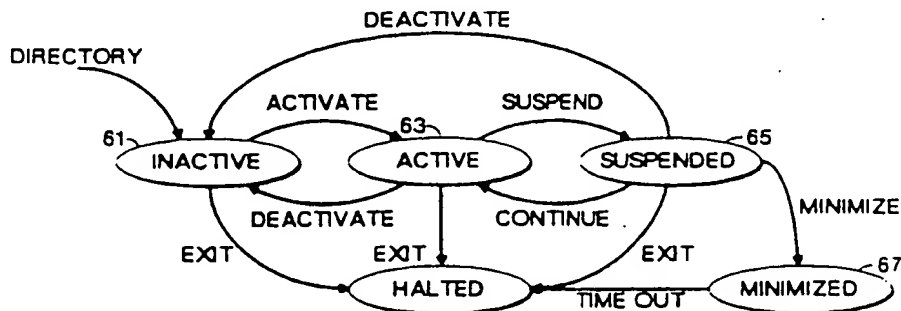 DEACTIVATE
DIRECTORY
ACTIVATE
SUSPEND
61
63
65
INACTIVE
ACTIVE
SUSPENDED
DEACTIVATE
CONTINUE
MINIMIZE
EXIT
EXIT
EXIT
67
HALTED
TIME OUT
MINIMIZED